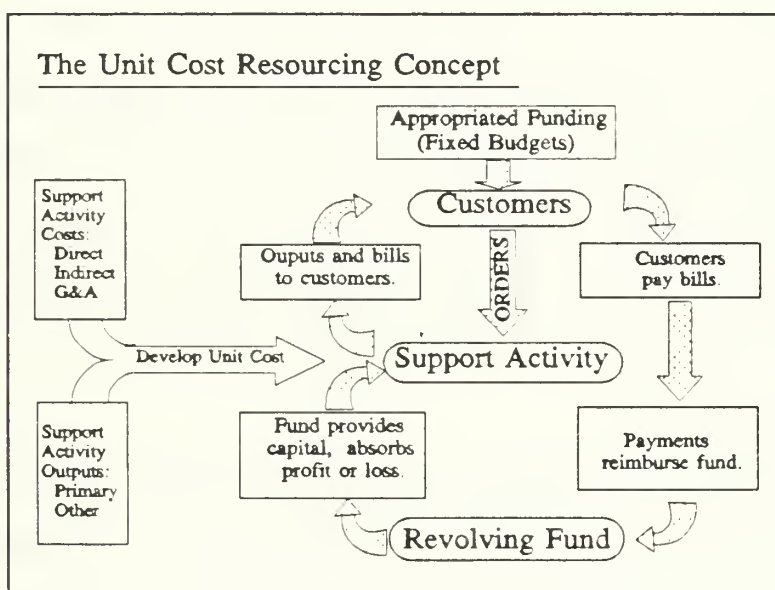 The Unit Cost Resourcing Concept
Appropriated Funding
(Fixed Budgets)
Support
Activity
Costs:
Direct
Indirect
G&A
Customers
Ouputs and bills
to customers.
ORDERS
Customers
pay bills.
Develop Unit Cost
Support Activity
Support
Activity
Outputs:
Primary
Other
Fund provides
capital, absorbs
profit or loss.
Payments
reimburse fund.
Revolving Fund